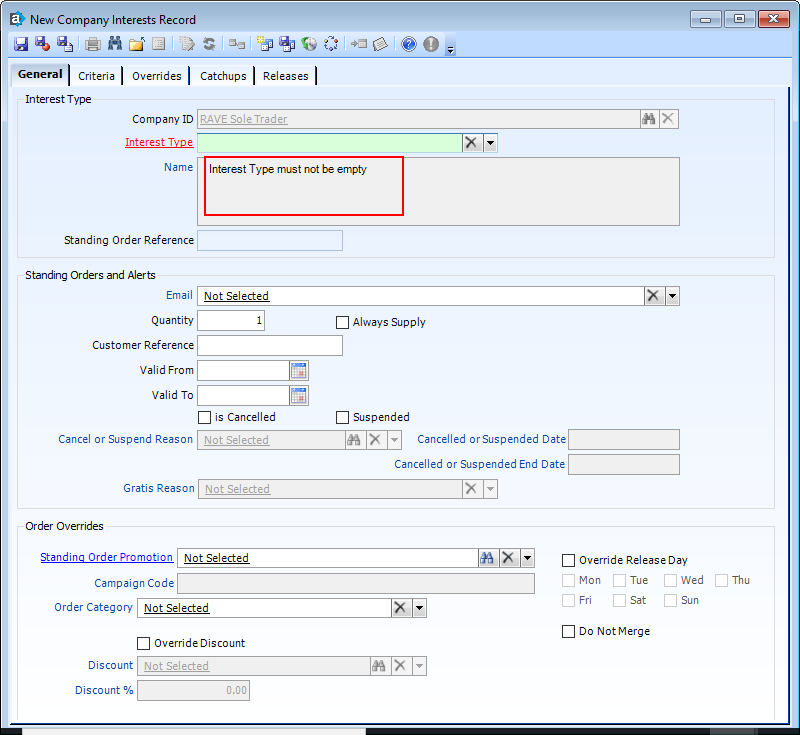 New Company Interests Record
General Criteria Overrides Catchups Releases
Interest Type
Company ID RAVE Sole Trader
Interest Type
Name Interest Type must not be empty
Standing Order Reference
Standing Orders and Alerts
Email Not Selected
Quantity 1 Always Supply
Customer Reference
Valid From
Valid To
is Cancelled Suspended
Cancel or Suspend Reason Not Selected Cancelled or Suspended Date
Cancelled or Suspended End Date
Gratis Reason Not Selected
Order Overrides
Standing Order Promotion Not Selected Override Release Day
Campaign Code Mon Tue Wed Thu
Order Category Not Selected Fri Sat Sun
Do Not Merge
Override Discount
Discount Not Selected
Discount % 0.00